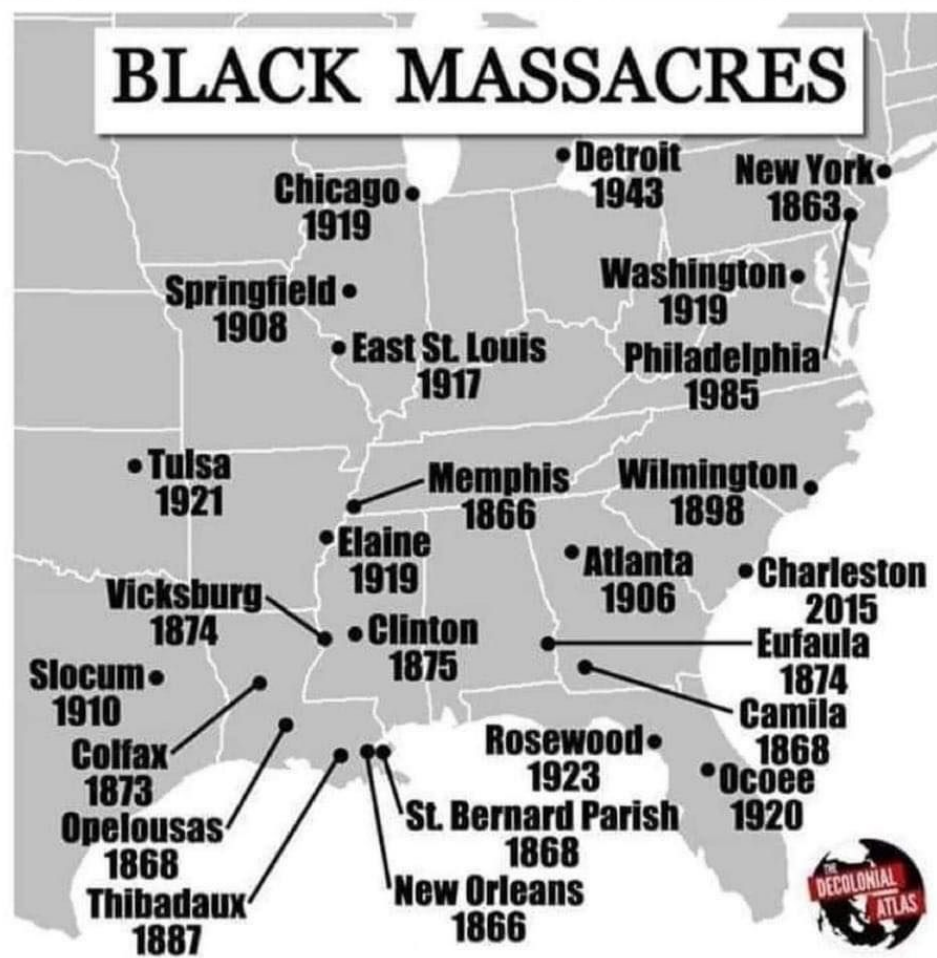 BLACK MASSACRES
Detroit
1943
New York
1863
Chicago
1919
Washington
1919
Springfield
1908
East St. Louis
1917
Philadelphia
1985
Tulsa
1921
Memphis
1866
Wilmington
1898
Elaine
1919
Atlanta
1906
Charleston
2015
Vicksburg
1874
Clinton
1875
Eufaula
1874
Slocum
1910
Camila
1868
Colfax
1873
Rosewood
1923
Ocoee
1920
Opelousas
1868
St. Bernard Parish
1868
Thibadaux
1887
New Orleans
1866
THE
DECOLONIAL
ATLAS